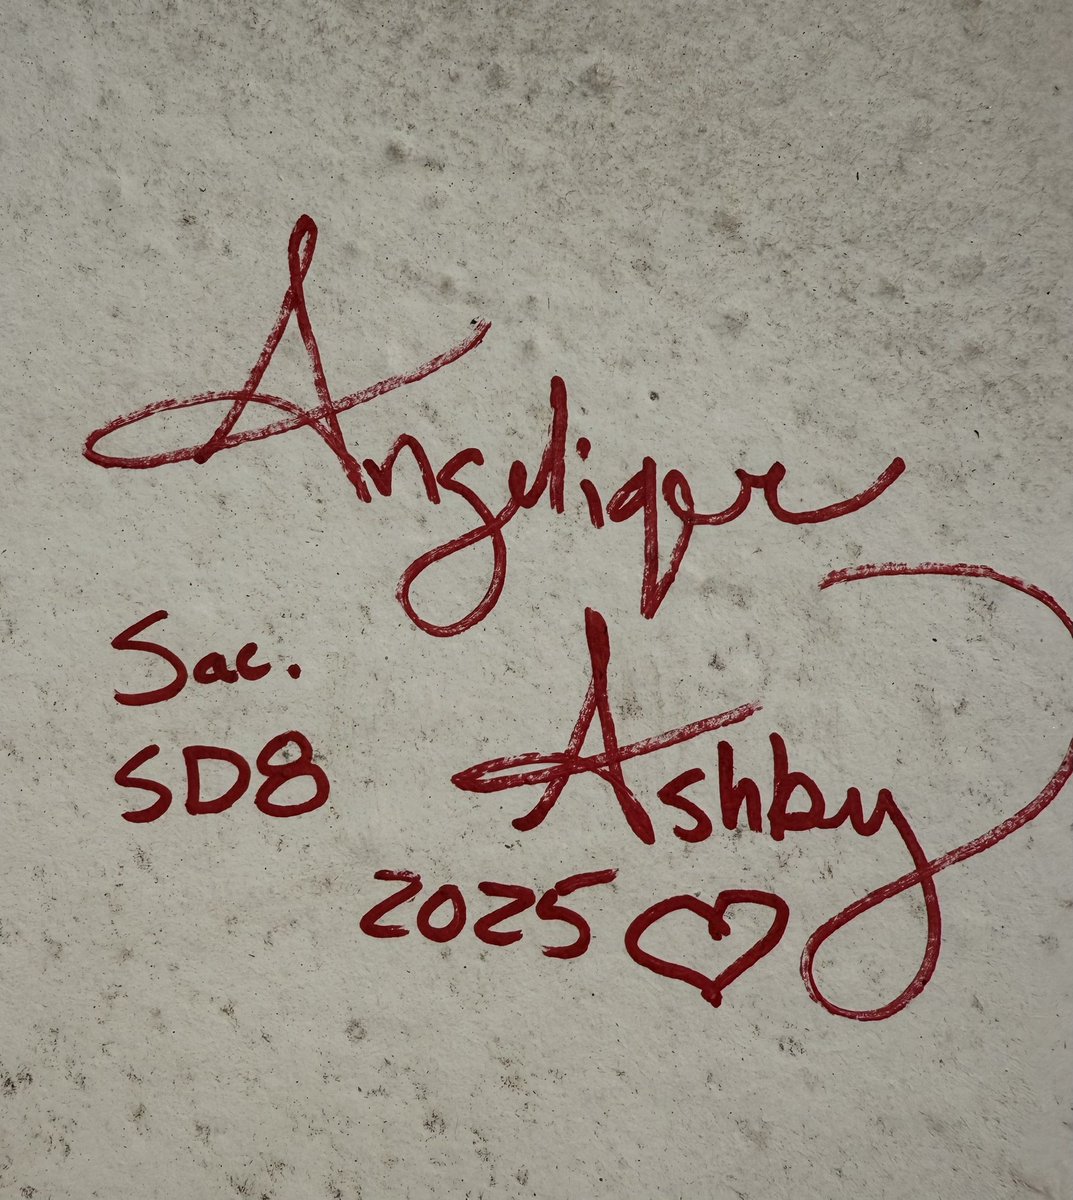 Angelique
Ashby
Sac.
SD8
2025 ♡